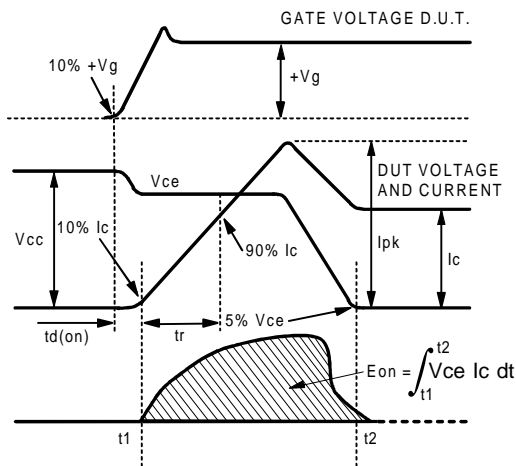 GATE VOLTAGE D.U.T.
10% +Vg
+Vg
Vce
DUT VOLTAGE
AND CURRENT
Vcc
10% Ic
90% Ic
Ipk
Ic
td(on)
tr
5% Vce
Eon = ∫ t1 t2 Vce Ic dt
t1
t2